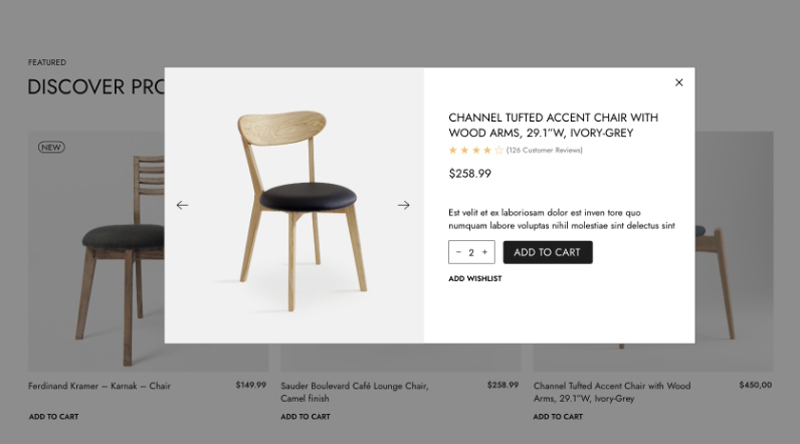 FEATURED
DISCOVER PRO
NEW
CHANNEL TUFTED ACCENT CHAIR WITH
WOOD ARMS, 29.1"W, IVORY-GREY
(126 Customer Reviews)
$258.99
Est velit et ex laboriosam dolor est inven tore quo
numquam labore voluptas nihil molestiae sint delectus sint
− 2 +
ADD TO CART
ADD WISHLIST
Ferdinand Kramer – Karnak – Chair
$149.99
ADD TO CART
Sauder Boulevard Café Lounge Chair,
Camel finish
$258.99
ADD TO CART
Channel Tufted Accent Chair with Wood
Arms, 29.1"W, Ivory-Grey
$450,00
ADD TO CART